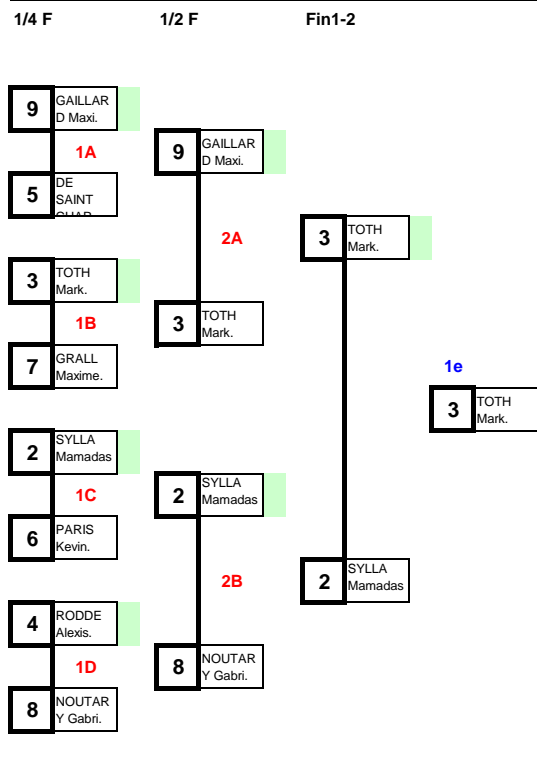 1/4 F 1/2 F Fin1-2
9 GAILLAR
D Maxi.
1A
5 DE
SAINT
3 TOTH
Mark.
1B
7 GRALL
Maxime.
2 SYLLA
Mamadas
1C
6 PARIS
Kevin.
4 RODDE
Alexis.
1D
8 NOUTAR
Y Gabri.
9 GAILLAR
D Maxi.
2A
3 TOTH
Mark.
2 SYLLA
Mamadas
2B
8 NOUTAR
Y Gabri.
3 TOTH
Mark.
2 SYLLA
Mamadas
1e
3 TOTH
Mark.